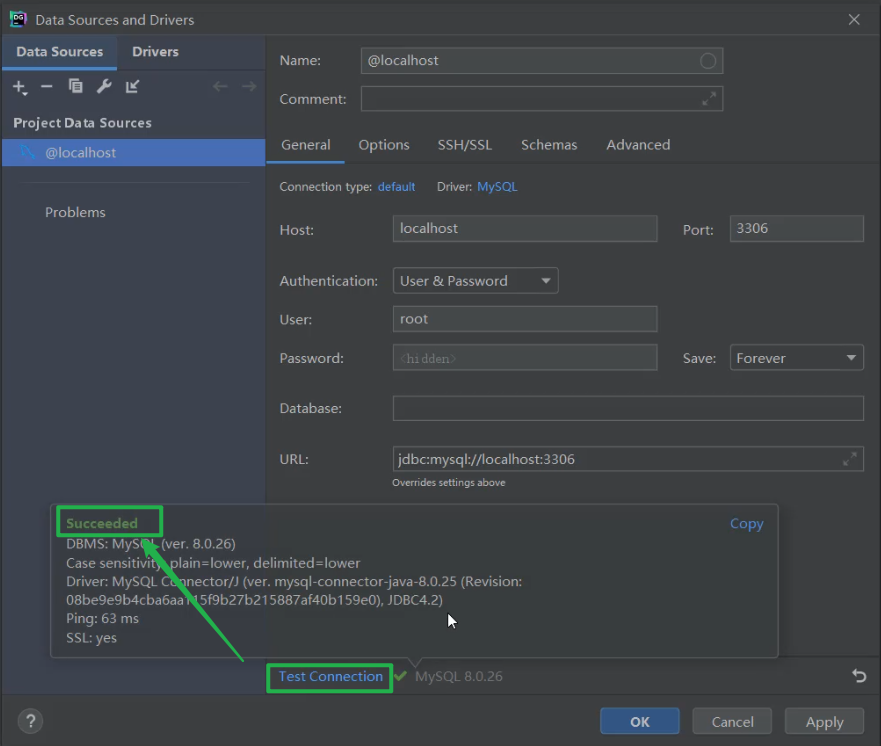 Data Sources and Drivers
Data Sources Drivers
Project Data Sources
@localhost
Problems
Name: @localhost
Comment:
General Options SSH/SSL Schemas Advanced
Connection type: default Driver: MySQL
Host: localhost Port: 3306
Authentication: User & Password
User: root
Password: <hidden> Save: Forever
Database:
URL: jdbc:mysql://localhost:3306
Overrides settings above
Succeeded Copy
DBMS: MySQL (ver. 8.0.26)
Case sensitivity: plain=lower, delimited=lower
Driver: MySQL Connector/J (ver. mysql-connector-java-8.0.25 (Revision:
08be9e9b4cba6aa115f9b27b215887af40b159e0), JDBC4.2)
Ping: 63 ms
SSL: yes
Test Connection MySQL 8.0.26
? OK Cancel Apply